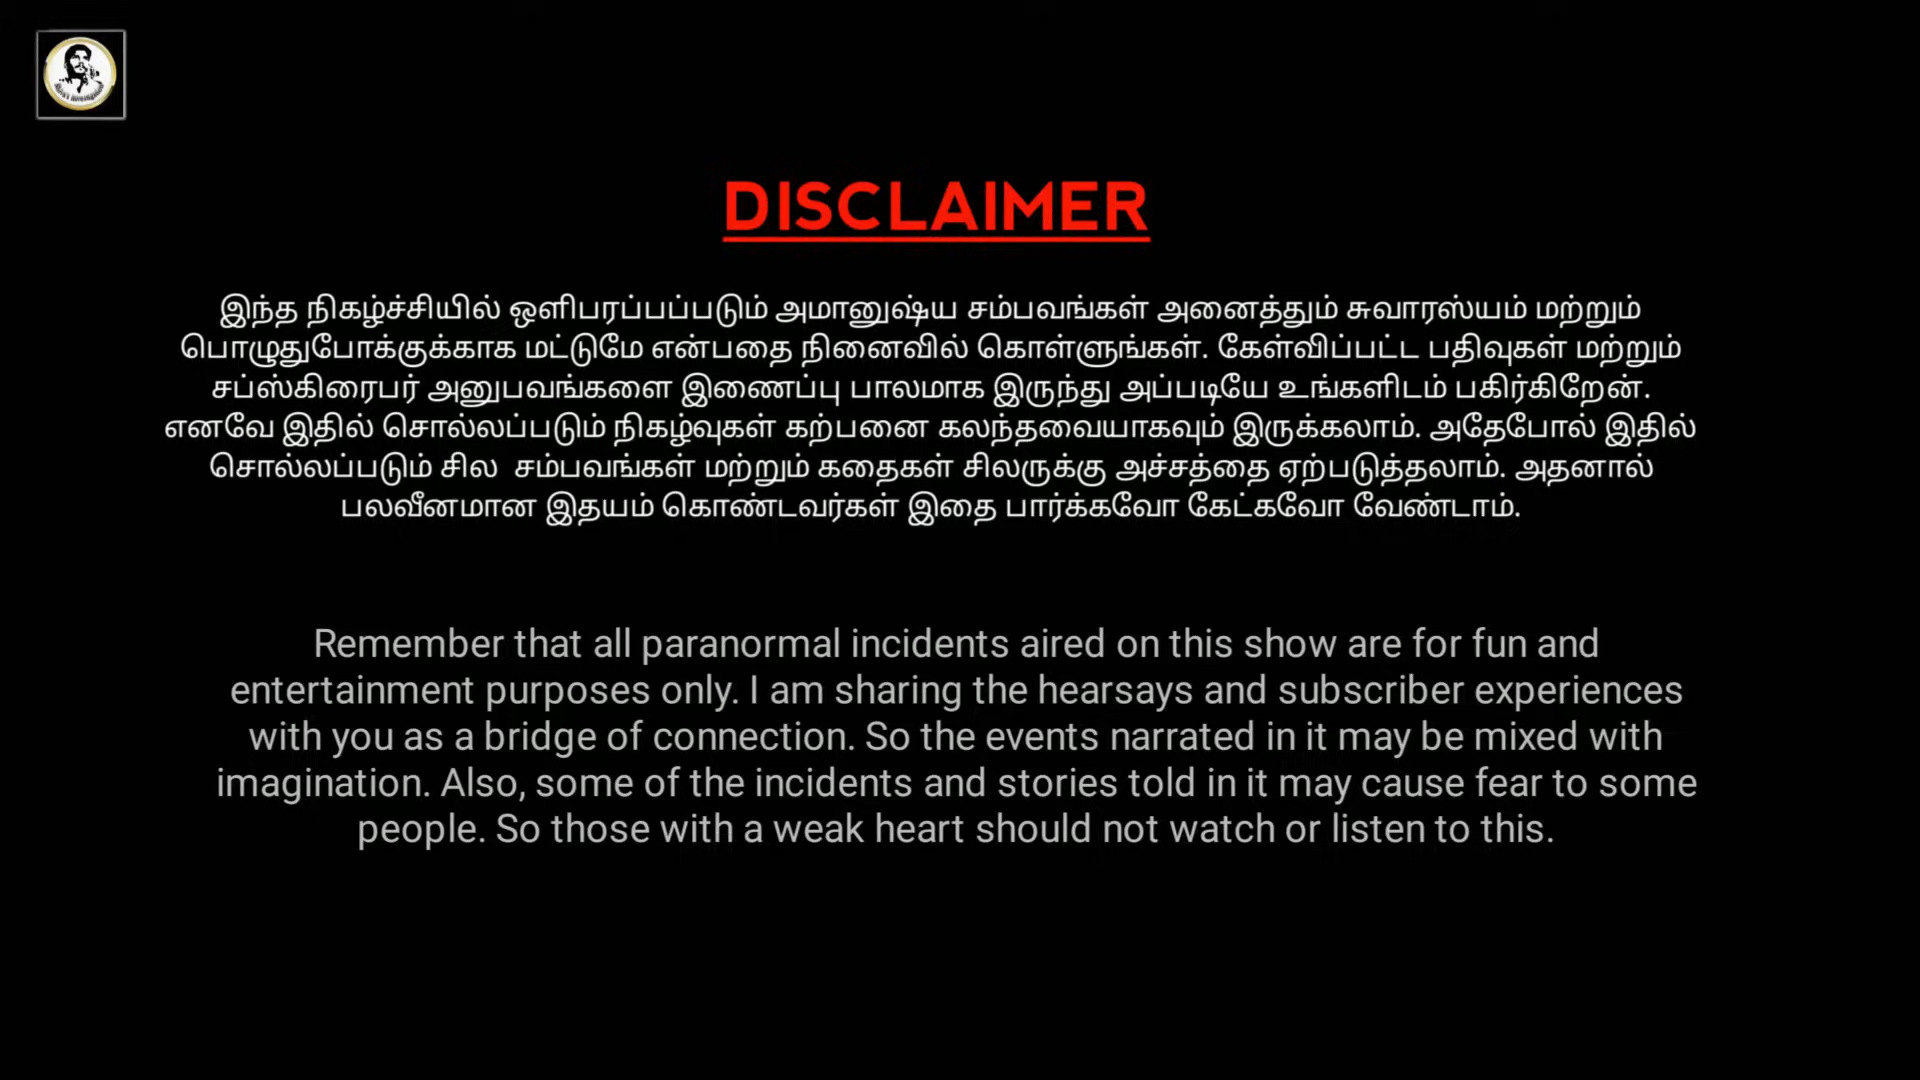 DISCLAIMER
இந்த நிகழ்ச்சியில் ஒளிபரப்பப்படும் அமானுஷ்ய சம்பவங்கள் அனைத்தும் சுவாரஸ்யம் மற்றும்
பொழுதுபோக்குக்காக மட்டுமே என்பதை நினைவில் கொள்ளுங்கள். கேள்விப்பட்ட பதிவுகள் மற்றும்
சப்ஸ்கிரைபர் அனுபவங்களை இணைப்பு பாலமாக இருந்து அப்படியே உங்களிடம் பகிர்கிறேன்.
எனவே இதில் சொல்லப்படும் நிகழ்வுகள் கற்பனை கலந்தவையாகவும் இருக்கலாம். அதேபோல் இதில்
சொல்லப்படும் சில  சம்பவங்கள் மற்றும் கதைகள் சிலருக்கு அச்சத்தை ஏற்படுத்தலாம். அதனால்
பலவீனமான இதயம் கொண்டவர்கள் இதை பார்க்கவோ கேட்கவோ வேண்டாம்.
Remember that all paranormal incidents aired on this show are for fun and
entertainment purposes only. I am sharing the hearsays and subscriber experiences
with you as a bridge of connection. So the events narrated in it may be mixed with
imagination. Also, some of the incidents and stories told in it may cause fear to some
people. So those with a weak heart should not watch or listen to this.